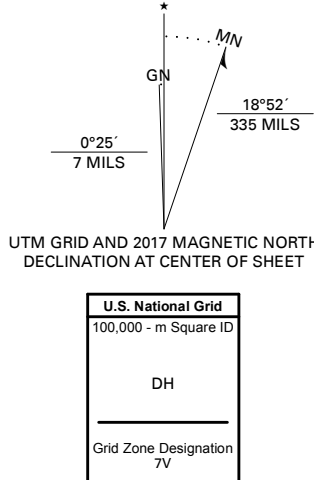 ★
MN
GN
18°52´
335 MILS
0°25´
7 MILS
UTM GRID AND 2017 MAGNETIC NORTH
DECLINATION AT CENTER OF SHEET
U.S. National Grid
100,000 - m Square ID
DH
Grid Zone Designation
7V